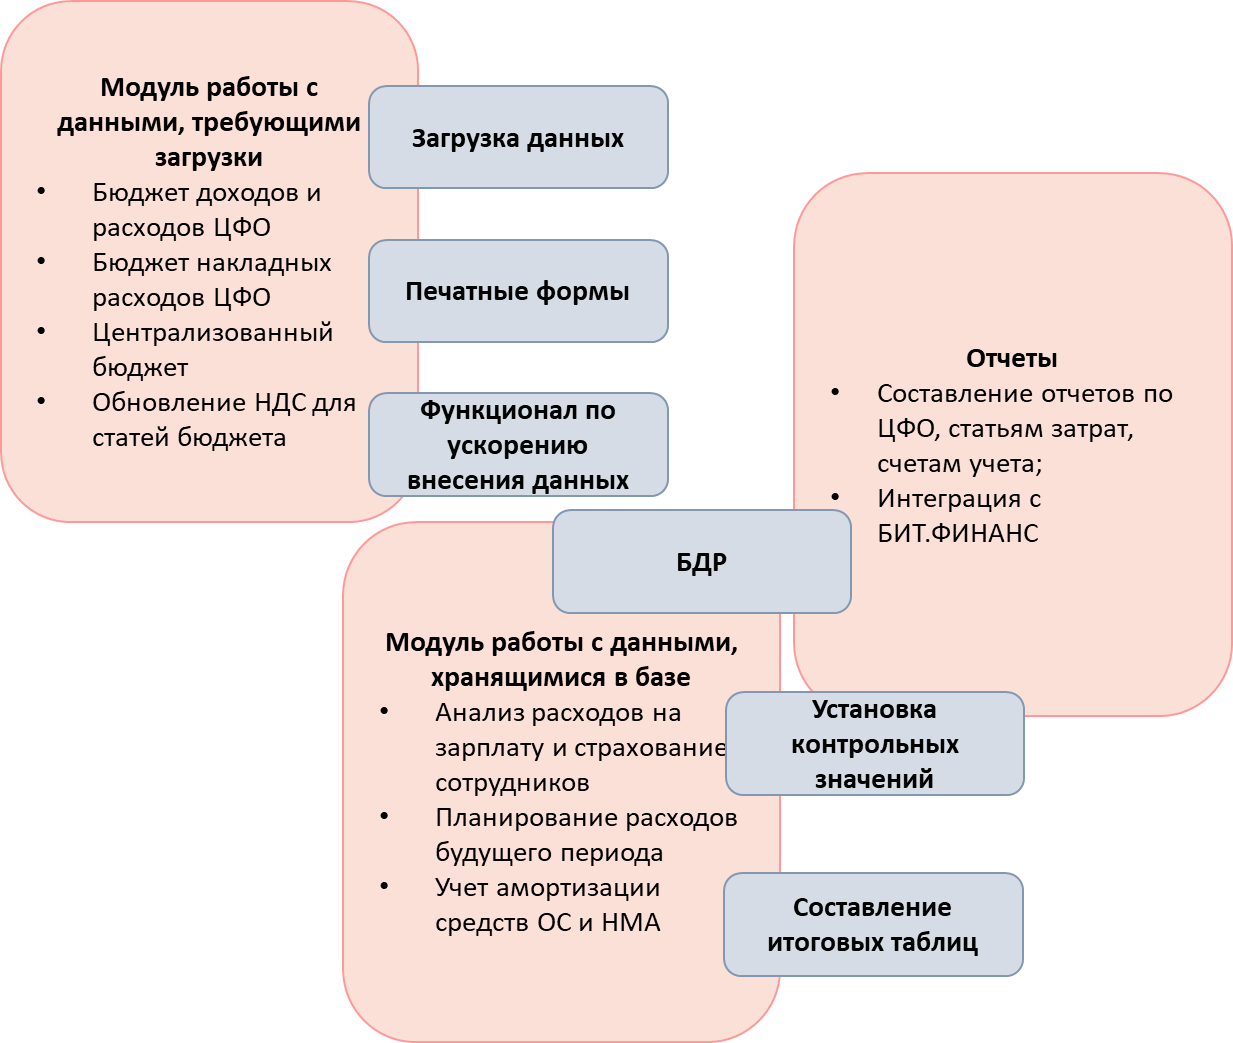 Модуль работы с
данными, требующими
загрузки
• Бюджет доходов и
расходов ЦФО
• Бюджет накладных
расходов ЦФО
• Централизованный
бюджет
• Обновление НДС для
статей бюджета
Загрузка данных
Печатные формы
Функционал по
ускорению
внесения данных
БДР
Отчеты
• Составление отчетов по
ЦФО, статьям затрат,
счетам учета;
• Интеграция с
БИТ.ФИНАНС
Модуль работы с данными,
хранящимися в базе
• Анализ расходов на
зарплату и страхование
сотрудников
• Планирование расходов
будущего периода
• Учет амортизации
средств ОС и НМА
Установка
контрольных
значений
Составление
итоговых таблиц